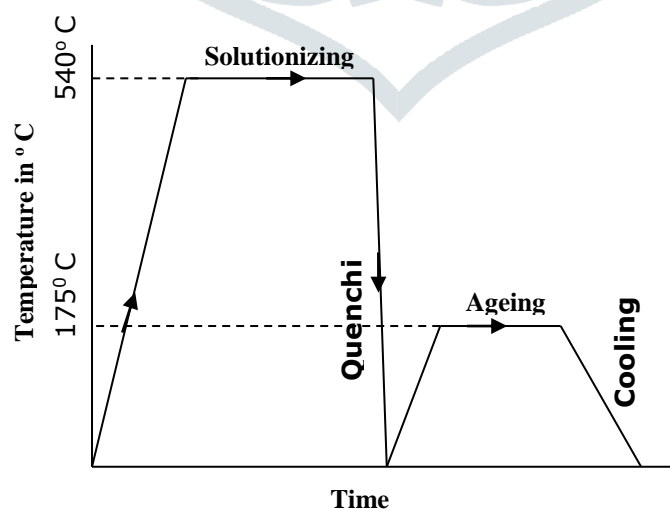 540° C
Solutionizing
Temperature in ° C
175⁰ C
Quenchi
Ageing
Cooling
Time